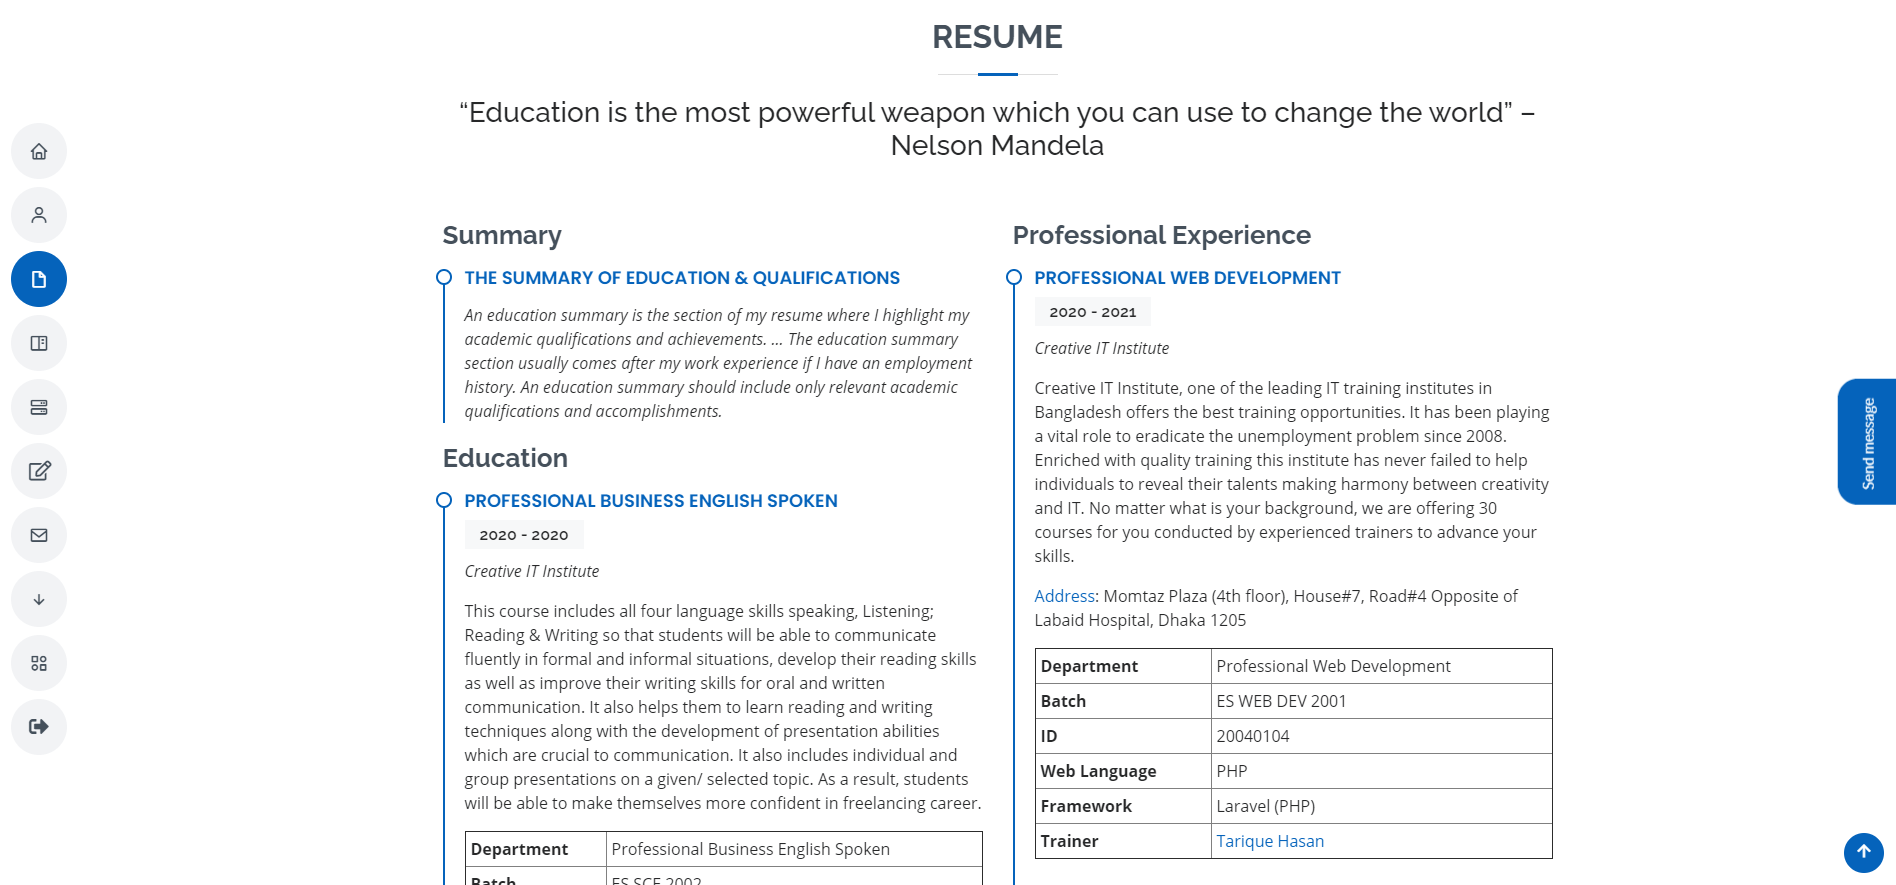 RESUME
“Education is the most powerful weapon which you can use to change the world” –
Nelson Mandela
Summary
THE SUMMARY OF EDUCATION & QUALIFICATIONS
An education summary is the section of my resume where I highlight my
academic qualifications and achievements. ... The education summary
section usually comes after my work experience if I have an employment
history. An education summary should include only relevant academic
qualifications and accomplishments.
Education
PROFESSIONAL BUSINESS ENGLISH SPOKEN
2020 - 2020
Creative IT Institute
This course includes all four language skills speaking, Listening;
Reading & Writing so that students will be able to communicate
fluently in formal and informal situations, develop their reading skills
as well as improve their writing skills for oral and written
communication. It also helps them to learn reading and writing
techniques along with the development of presentation abilities
which are crucial to communication. It also includes individual and
group presentations on a given/ selected topic. As a result, students
will be able to make themselves more confident in freelancing career.
Department Professional Business English Spoken
Batch ES SCE 2002
Professional Experience
PROFESSIONAL WEB DEVELOPMENT
2020 - 2021
Creative IT Institute
Creative IT Institute, one of the leading IT training institutes in
Bangladesh offers the best training opportunities. It has been playing
a vital role to eradicate the unemployment problem since 2008.
Enriched with quality training this institute has never failed to help
individuals to reveal their talents making harmony between creativity
and IT. No matter what is your background, we are offering 30
courses for you conducted by experienced trainers to advance your
skills.
Address: Momtaz Plaza (4th floor), House#7, Road#4 Opposite of
Labaid Hospital, Dhaka 1205
Department Professional Web Development
Batch ES WEB DEV 2001
ID 20040104
Web Language PHP
Framework Laravel (PHP)
Trainer Tarique Hasan
Send message